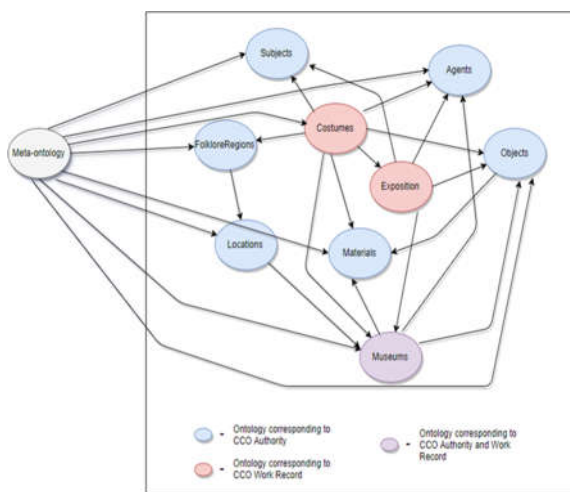 Subjects
Agents
Costumes
Meta-ontology
FolkloreRegions
Objects
Exposition
Locations
Materials
Museums
- Ontology corresponding to
CCO Authority
- Ontology corresponding to
CCO Authority and Work
Record
- Ontology corresponding to
CCO Work Record